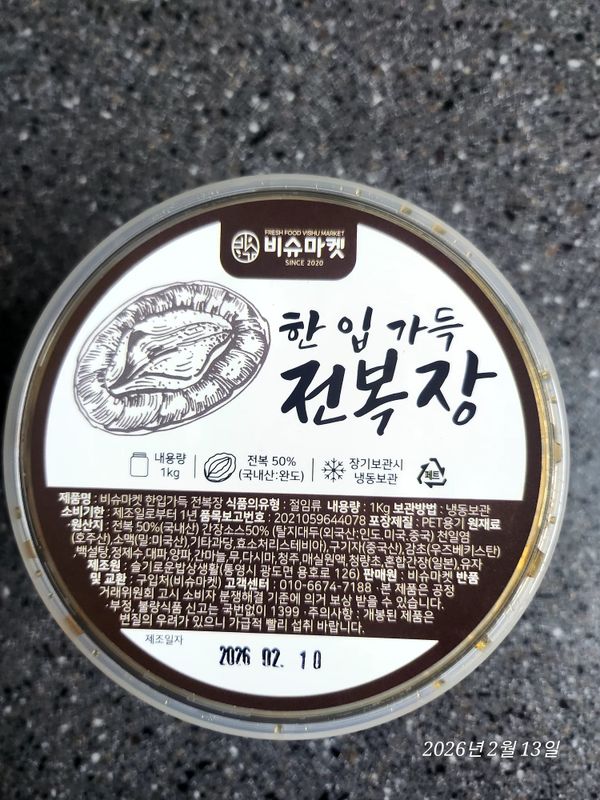 FRESH FOOD VISHU MARKET
비슈마켓
SINCE 2020
한 입 가득
전복장
내용량
1kg
전복 50%
(국내산:완도)
장기보관시
냉동보관
페트
제품명 : 비슈마켓 한입가득 전복장 식품의유형 : 절임류 내용량 : 1Kg 보관방법 : 냉동보관
소비기한 : 제조일로부터 1년 품목보고번호 : 2021059644078 포장재질 : PET용기 원재료
·원산지 : 전복 50%(국내산) 간장소스50% (탈지대두(외국산:인도.미국.중국) 천일염
(호주산),소맥(밀:미국산),기타과당,효소처리스테비아),구기자(중국산),감초(우즈베키스탄)
백설탕,정제수,대파,양파,간마늘,무,다시마,청주,매실원액,청량초,혼합간장(일본),유자
제조원 : 슬기로운밥상생활(통영시 광도면 용호로 126) 판매원 : 비슈마켓 반품
및 교환 : 구입처(비슈마켓) 고객센터 : 010-6674-7188 ·본 제품은 공정
거래위원회 고시 소비자 분쟁해결 기준에 의거 보상 받을 수 있습니다.
·부정, 불량식품 신고는 국번없이 1399 ·주의사항 : 개봉된 제품은
변질의 우려가 있으니 가급적 빨리 섭취 바랍니다.
제조일자
2026 02. 10
2026년 2월 13일